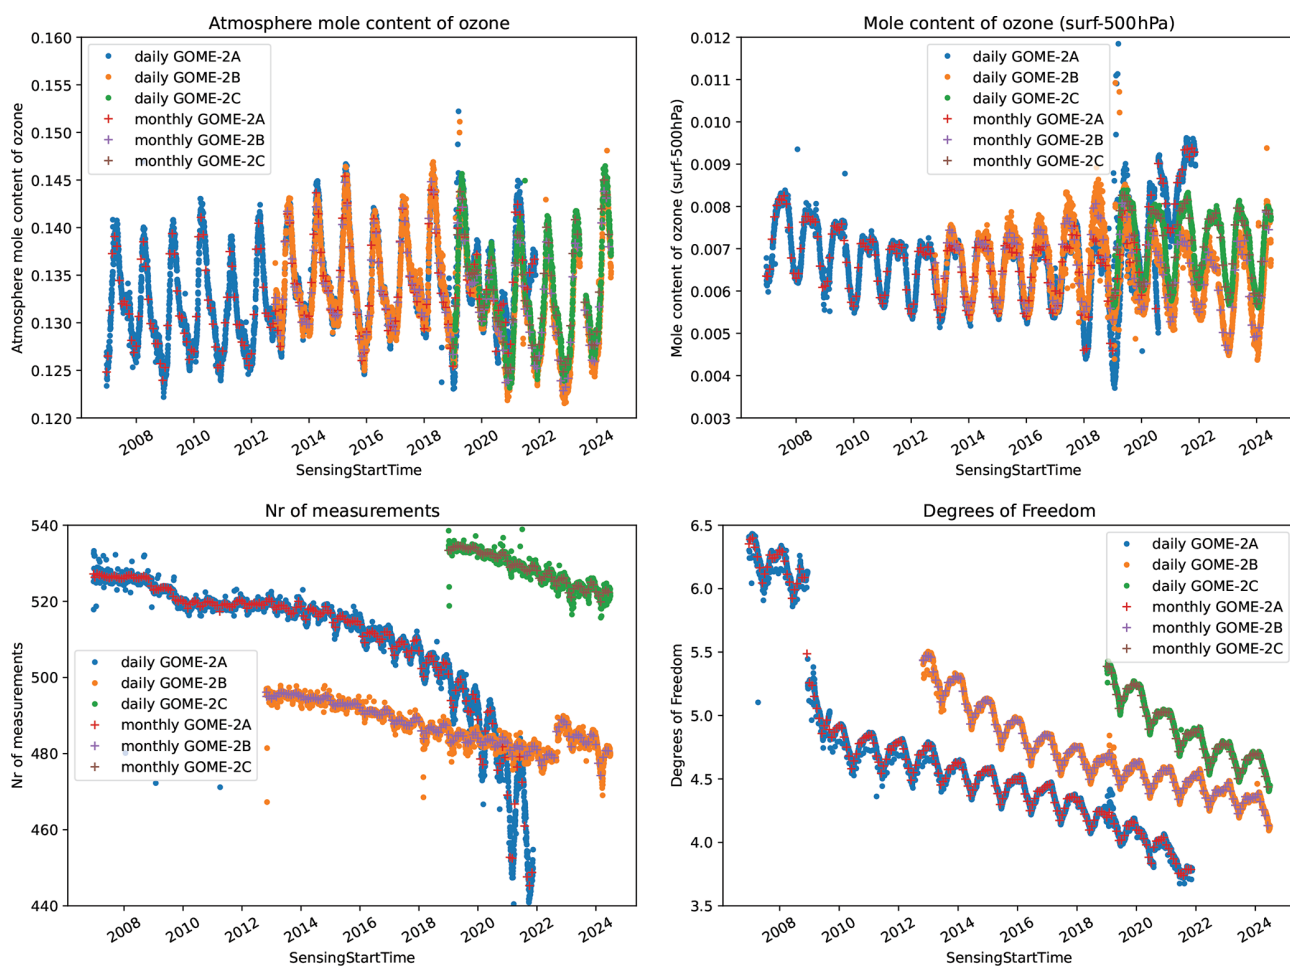 Atmosphere mole content of ozone
Atmosphere mole content of ozone
0.160
0.155
0.150
0.145
0.140
0.135
0.130
0.125
0.120
daily GOME-2A
daily GOME-2B
daily GOME-2C
monthly GOME-2A
monthly GOME-2B
monthly GOME-2C
2008
2010
2012
2014
2016
2018
2020
2022
2024
SensingStartTime
Mole content of ozone (surf-500hPa)
Mole content of ozone (surf-500hPa)
0.012
0.011
0.010
0.009
0.008
0.007
0.006
0.005
0.004
0.003
daily GOME-2A
daily GOME-2B
daily GOME-2C
monthly GOME-2A
monthly GOME-2B
monthly GOME-2C
2008
2010
2012
2014
2016
2018
2020
2022
2024
SensingStartTime
Nr of measurements
Nr of measurements
540
520
500
480
460
440
daily GOME-2A
daily GOME-2B
daily GOME-2C
monthly GOME-2A
monthly GOME-2B
monthly GOME-2C
2008
2010
2012
2014
2016
2018
2020
2022
2024
SensingStartTime
Degrees of Freedom
Degrees of Freedom
6.5
6.0
5.5
5.0
4.5
4.0
3.5
daily GOME-2A
daily GOME-2B
daily GOME-2C
monthly GOME-2A
monthly GOME-2B
monthly GOME-2C
2008
2010
2012
2014
2016
2018
2020
2022
2024
SensingStartTime